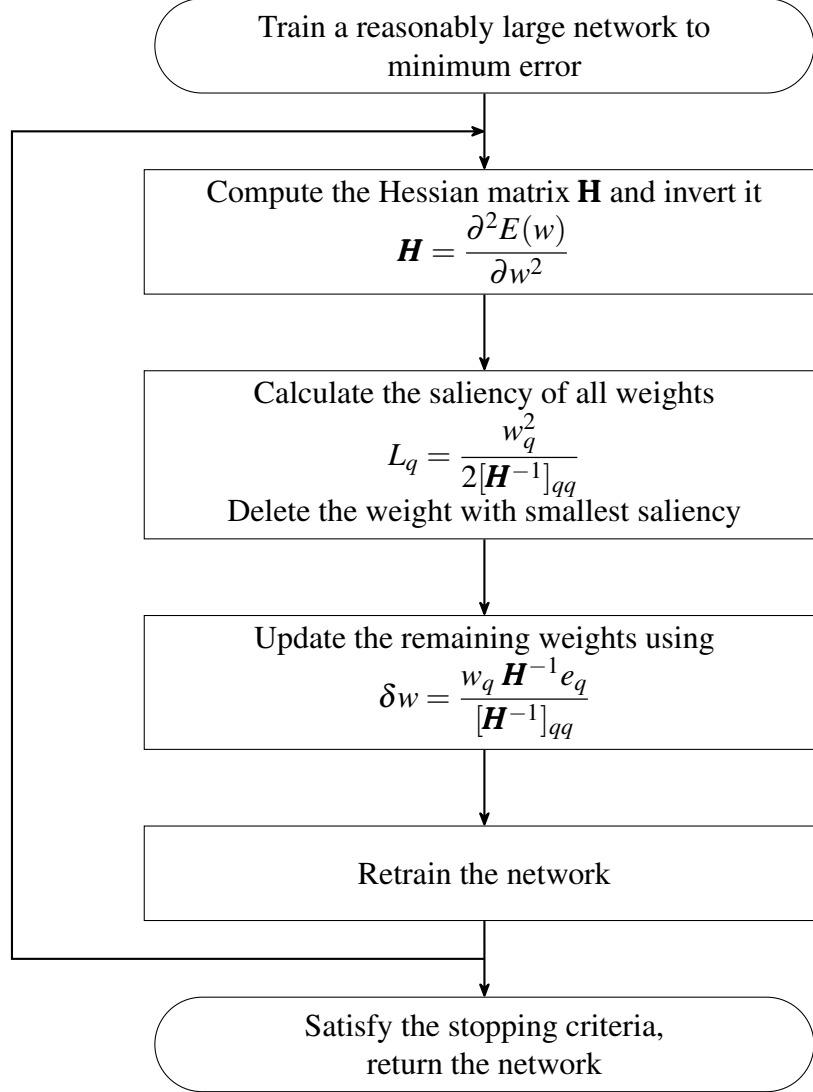 Train a reasonably large network to
minimum error
Compute the Hessian matrix H and invert it
H = ∂²E(w) / ∂w²
Calculate the saliency of all weights
L_q = w_q² / 2[H⁻¹]_qq
Delete the weight with smallest saliency
Update the remaining weights using
δw = w_q H⁻¹e_q / [H⁻¹]_qq
Retrain the network
Satisfy the stopping criteria,
return the network